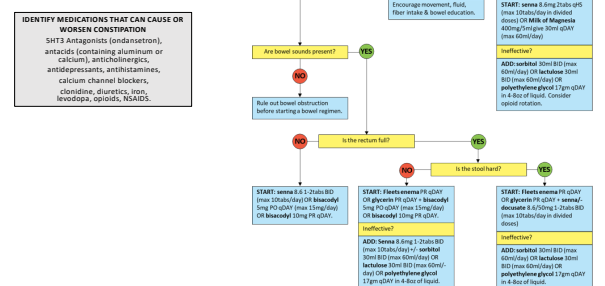 IDENTIFY MEDICATIONS THAT CAN CAUSE OR
WORSEN CONSTIPATION
5HT3 Antagonists (ondansetron),
antacids (containing aluminum or
calcium), anticholinergics,
antidepressants, antihistamines,
calcium channel blockers,
clonidine, diuretics, iron,
levodopa, opioids, NSAIDS.
Encourage movement, fluid,
fiber intake & bowel education.
START: senna 8.6mg 2tabs qHS
(max 10tabs/day in divided
doses) OR Milk of Magnesia
400mg/5ml give 30ml qDAY
(max 60ml/day)
Ineffective?
ADD: sorbitol 30ml BID (max
60ml/day) OR lactulose 30ml
BID (max 60ml/day) OR
polyethylene glycol 17gm qDAY
in 4-8oz of liquid. Consider
opioid rotation.
Are bowel sounds present?
YES
NO
Rule out bowel obstruction
before starting a bowel regimen.
NO
Is the rectum full?
YES
NO
Is the stool hard?
YES
START: senna 8.6 1-2tabs BID
(max 10tabs/day) OR bisacodyl
5mg PO qDAY (max 15mg/day)
OR bisacodyl 10mg PR qDAY.
START: Fleets enema PR qDAY
OR glycerin PR qDAY + bisacodyl
5mg PO qDAY (max 15mg/day)
OR bisacodyl 10mg PR qDAY.
Ineffective?
ADD: Senna 8.6mg 1-2tabs BID
(max 10tabs/day) +/- sorbitol
30ml BID (max 60ml/day) OR
lactulose 30ml BID (max 60ml/-
day) OR polyethylene glycol
17gm qDAY in 4-8oz of liquid.
START: Fleets enema PR qDAY
OR glycerin PR qDAY + senna/-
docusate 8.6/50mg 1-2tabs BID
(max 10tabs/day in divided
doses)
Ineffective?
ADD: sorbitol 30ml BID (max
60ml/day) OR lactulose 30ml
BID (max 60ml/day) OR
polyethylene glycol 17gm qDAY
in 4-8oz of liquid.